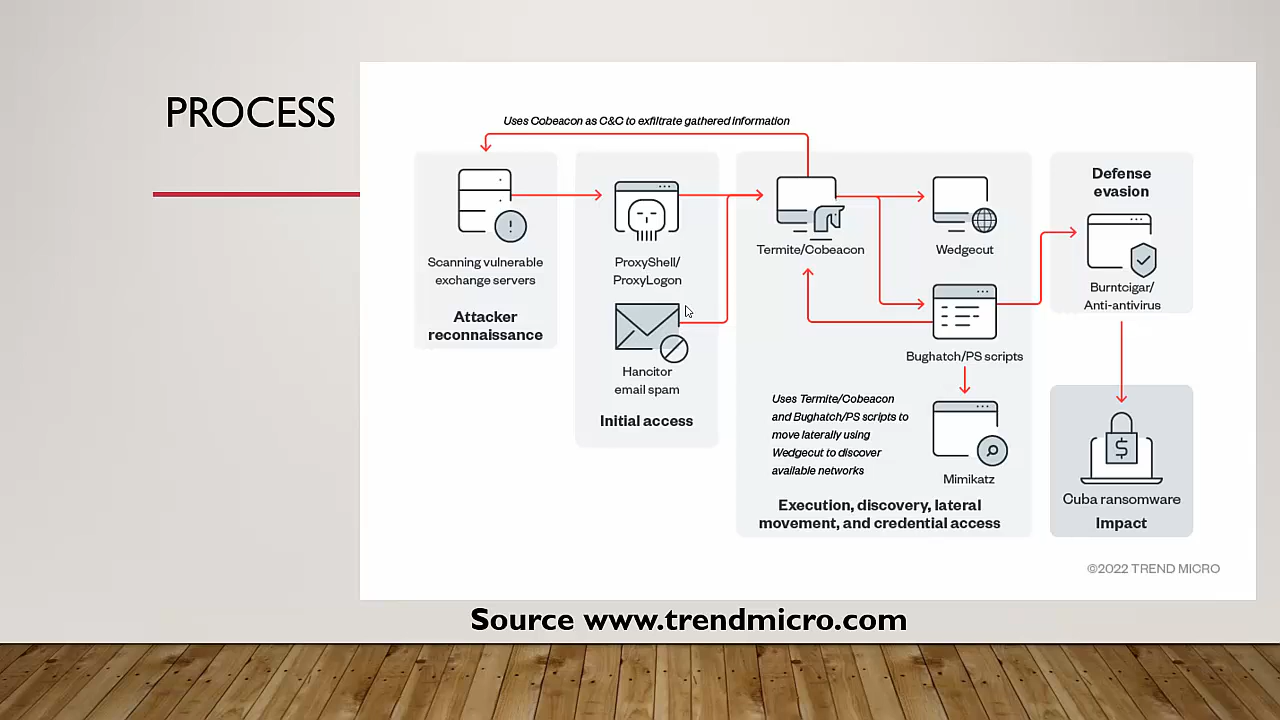 PROCESS
Uses Cobeacon as C&C to exfiltrate gathered information
Scanning vulnerable
exchange servers
Attacker
reconnaissance
ProxyShell/
ProxyLogon
Hancitor
email spam
Initial access
Termite/Cobeacon
Wedgecut
Bughatch/PS scripts
Uses Termite/Cobeacon
and Bughatch/PS scripts to
move laterally using
Wedgecut to discover
available networks
Mimikatz
Execution, discovery, lateral
movement, and credential access
Defense
evasion
Burntcigar/
Anti-antivirus
$
Cuba ransomware
Impact
©2022 TREND MICRO
Source www.trendmicro.com